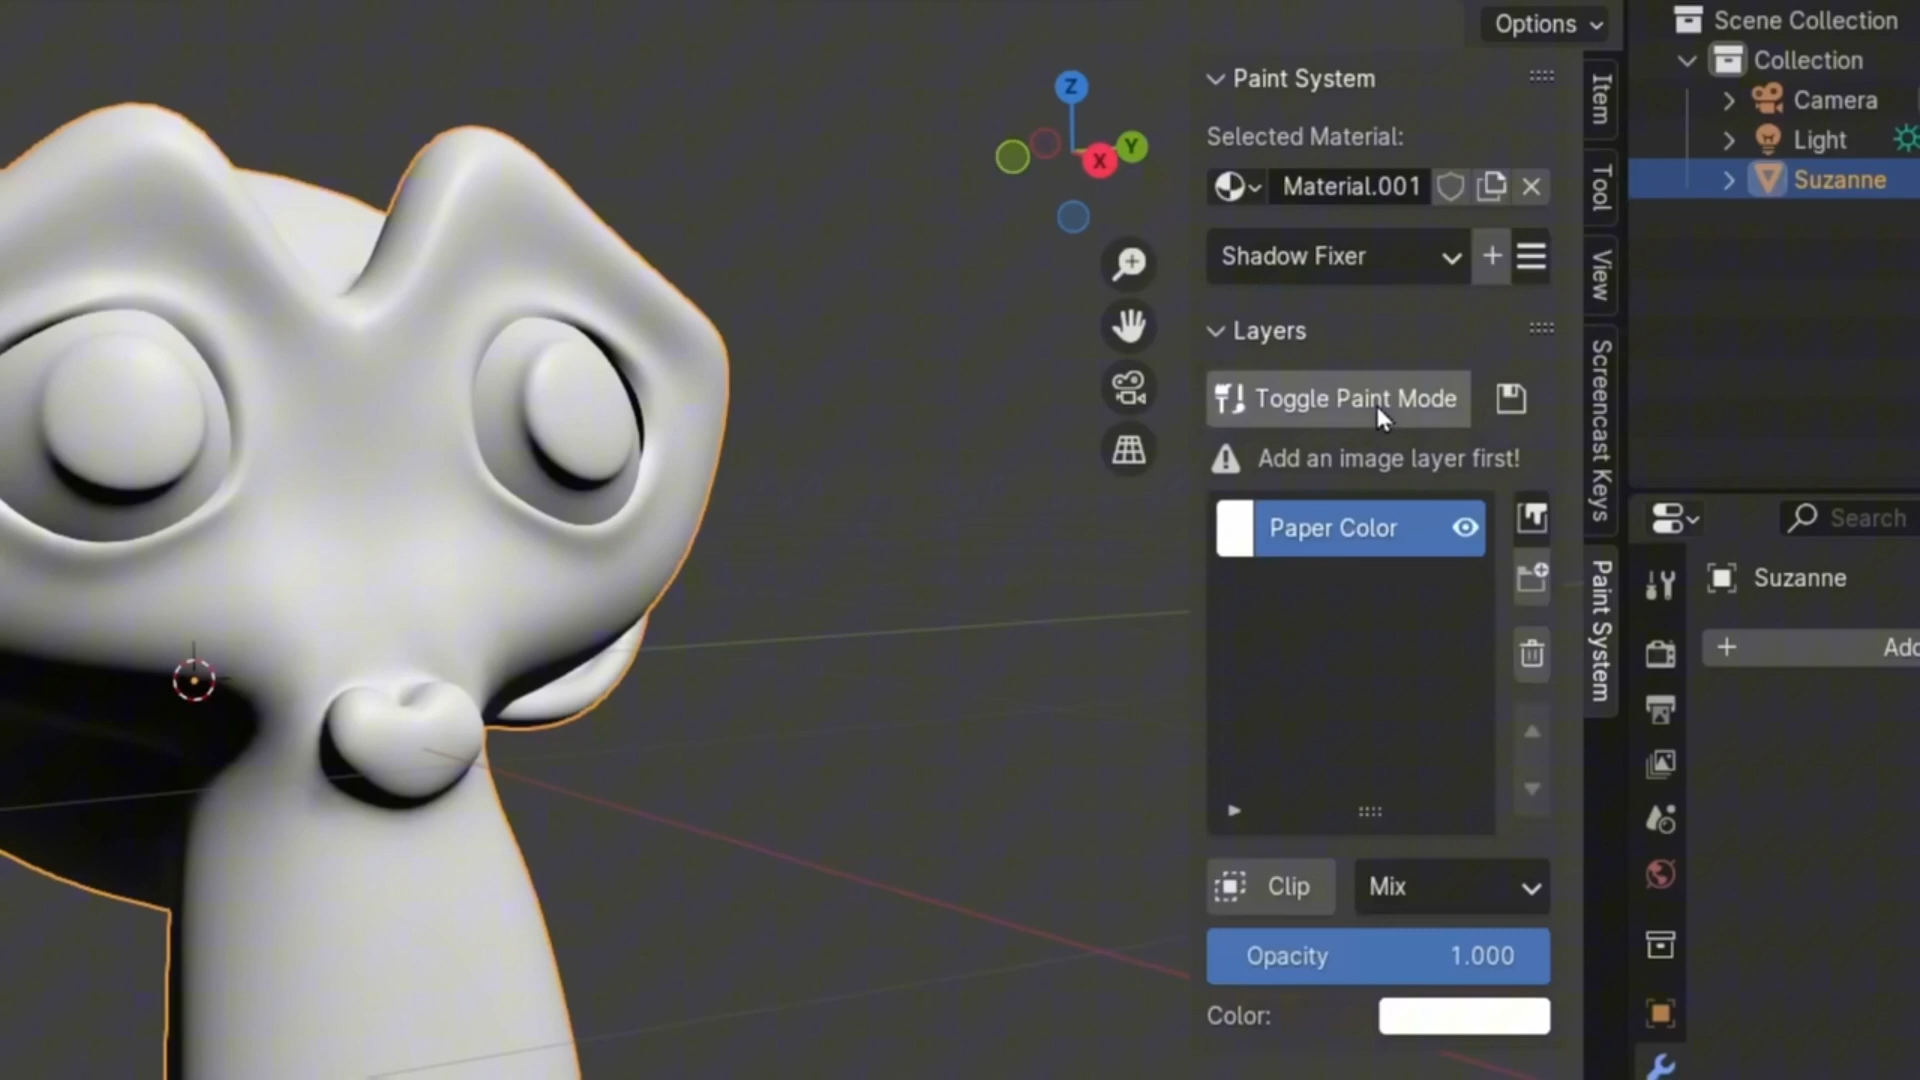 Options
Scene Collection
Collection
Camera
Light
Suzanne
Z
Y
X
Paint System
Selected Material:
Material.001
Shadow Fixer
Layers
Toggle Paint Mode
Add an image layer first!
Paper Color
Clip
Mix
Opacity 1.000
Color:
Item
Tool
View
Screencast Keys
Paint System
Search
Suzanne